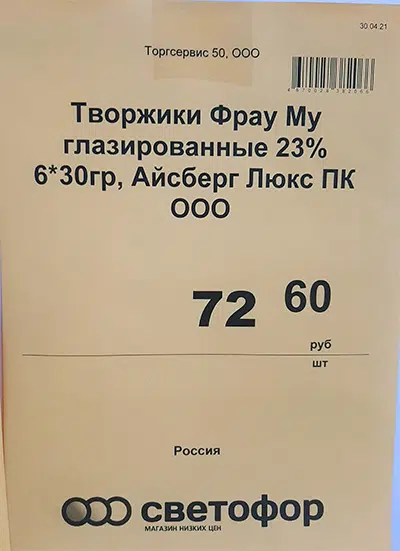 30.04.21
Торгсервис 50, ООО
Творжики Фрау Му
глазированные 23%
6*30гр, Айсберг Люкс ПК
ООО
72 60
руб
шт
Россия
светофор
МАГАЗИН НИЗКИХ ЦЕН